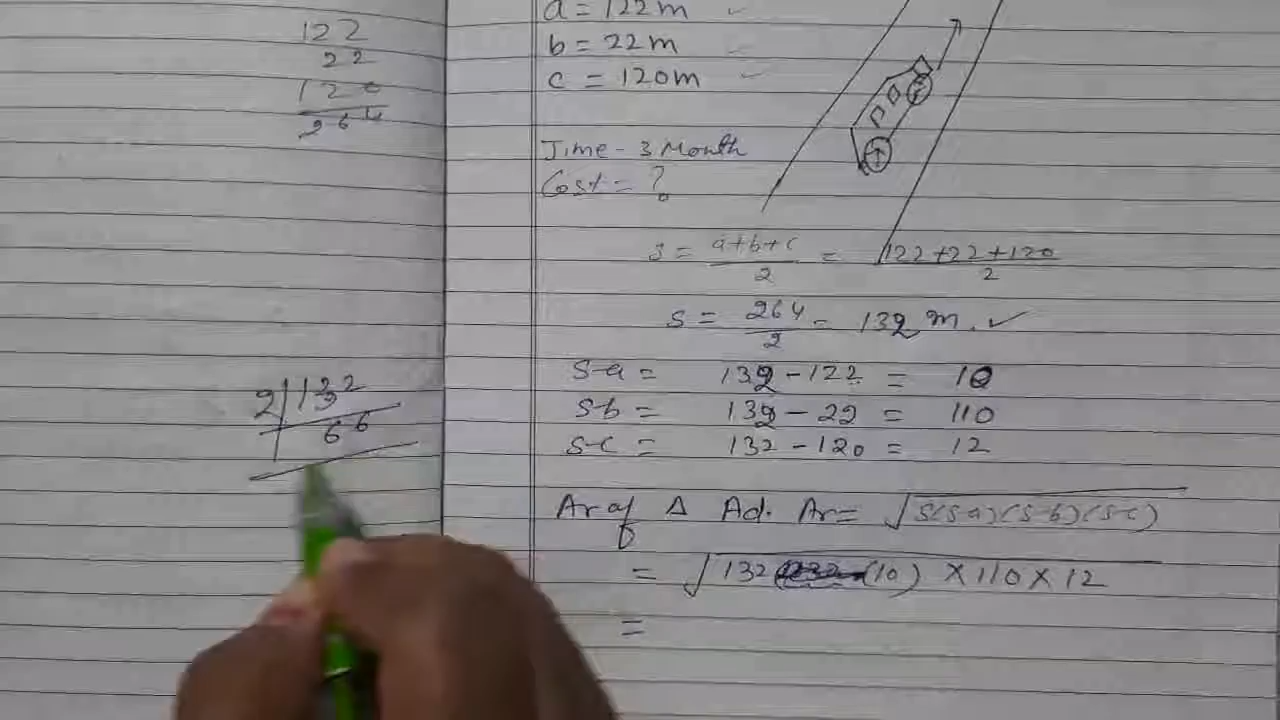 122
22
120
264
2 132
66
a = 122m
b = 22m
c = 120m
Time - 3 Month
Cost = ?
s = a+b+c/2 = 122+22+120/2
s = 264/2 = 132 m. ✓
s-a = 132 - 122 = 10
s-b = 132 - 22 = 110
s-c = 132 - 120 = 12
Ar of Δ Ad. Ar = √s(s-a)(s-b)(s-c)
= √132 (10) × 110 × 12
=